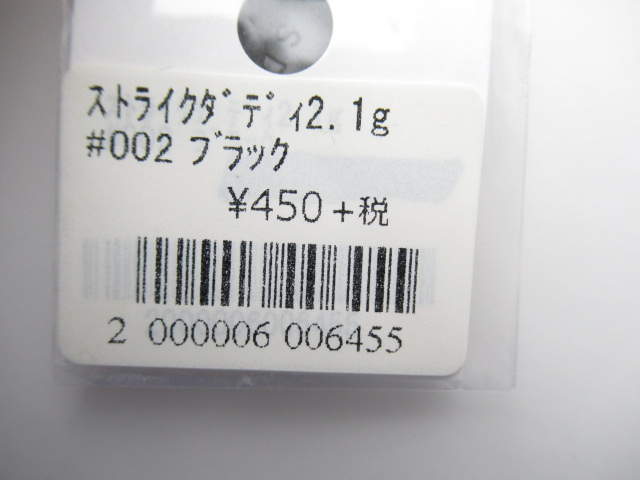 ｽﾄﾗｲｸﾀﾞﾃﾞｨ2.1g
#002 ﾌﾞﾗｯｸ
¥450+税
2 000006 006455